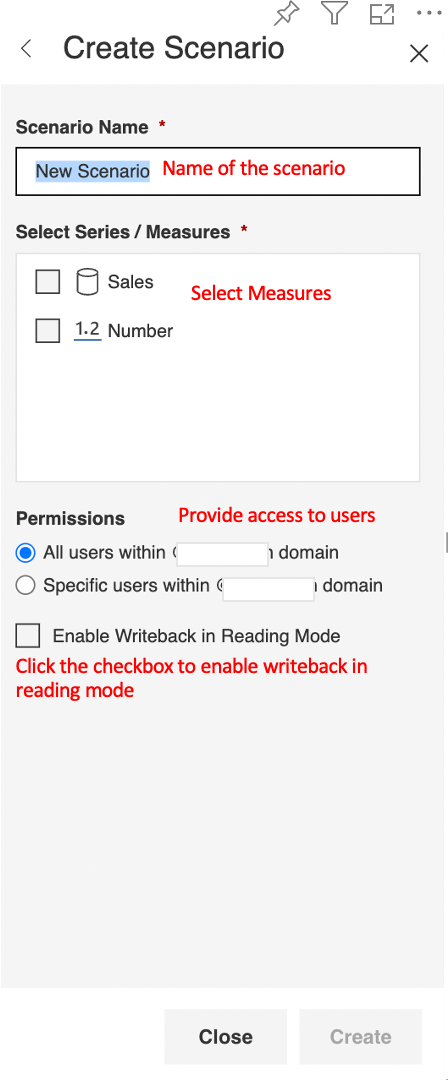 Create Scenario
Scenario Name *
New Scenario Name of the scenario
Select Series / Measures *
Sales
Select Measures
1.2 Number
Permissions Provide access to users
All users within domain
Specific users within domain
Enable Writeback in Reading Mode
Click the checkbox to enable writeback in
reading mode
Close Create